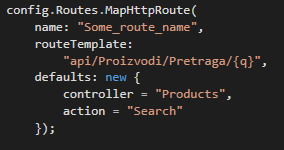 config.Routes.MapHttpRoute(
name: "Some_route_name",
routeTemplate:
"api/Proizvodi/Pretraga/{q}",
defaults: new {
controller = "Products",
action = "Search"
});